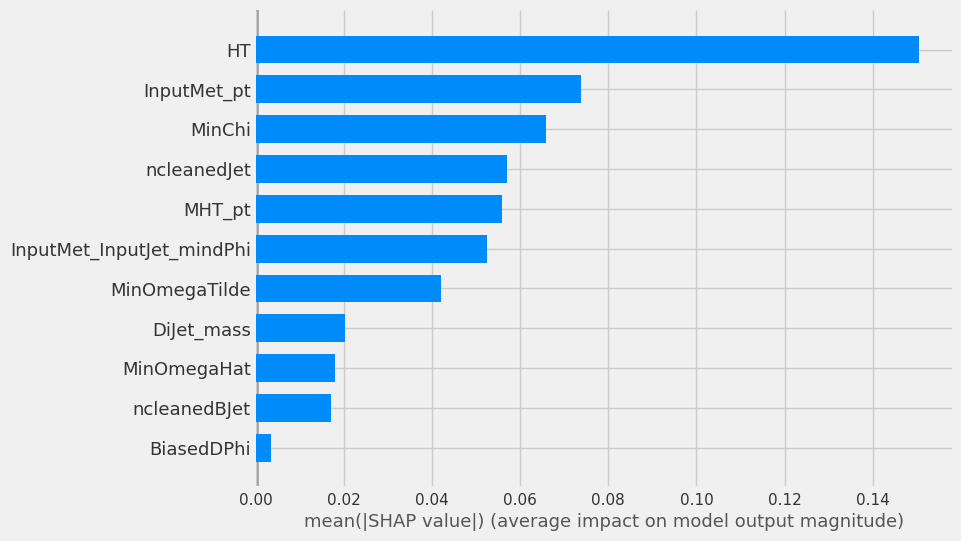 HT
InputMet_pt
MinChi
ncleanedJet
MHT_pt
InputMet_InputJet_mindPhi
MinOmegaTilde
DiJet_mass
MinOmegaHat
ncleanedBJet
BiasedDPhi
0.00 0.02 0.04 0.06 0.08 0.10 0.12 0.14
mean(|SHAP value|) (average impact on model output magnitude)